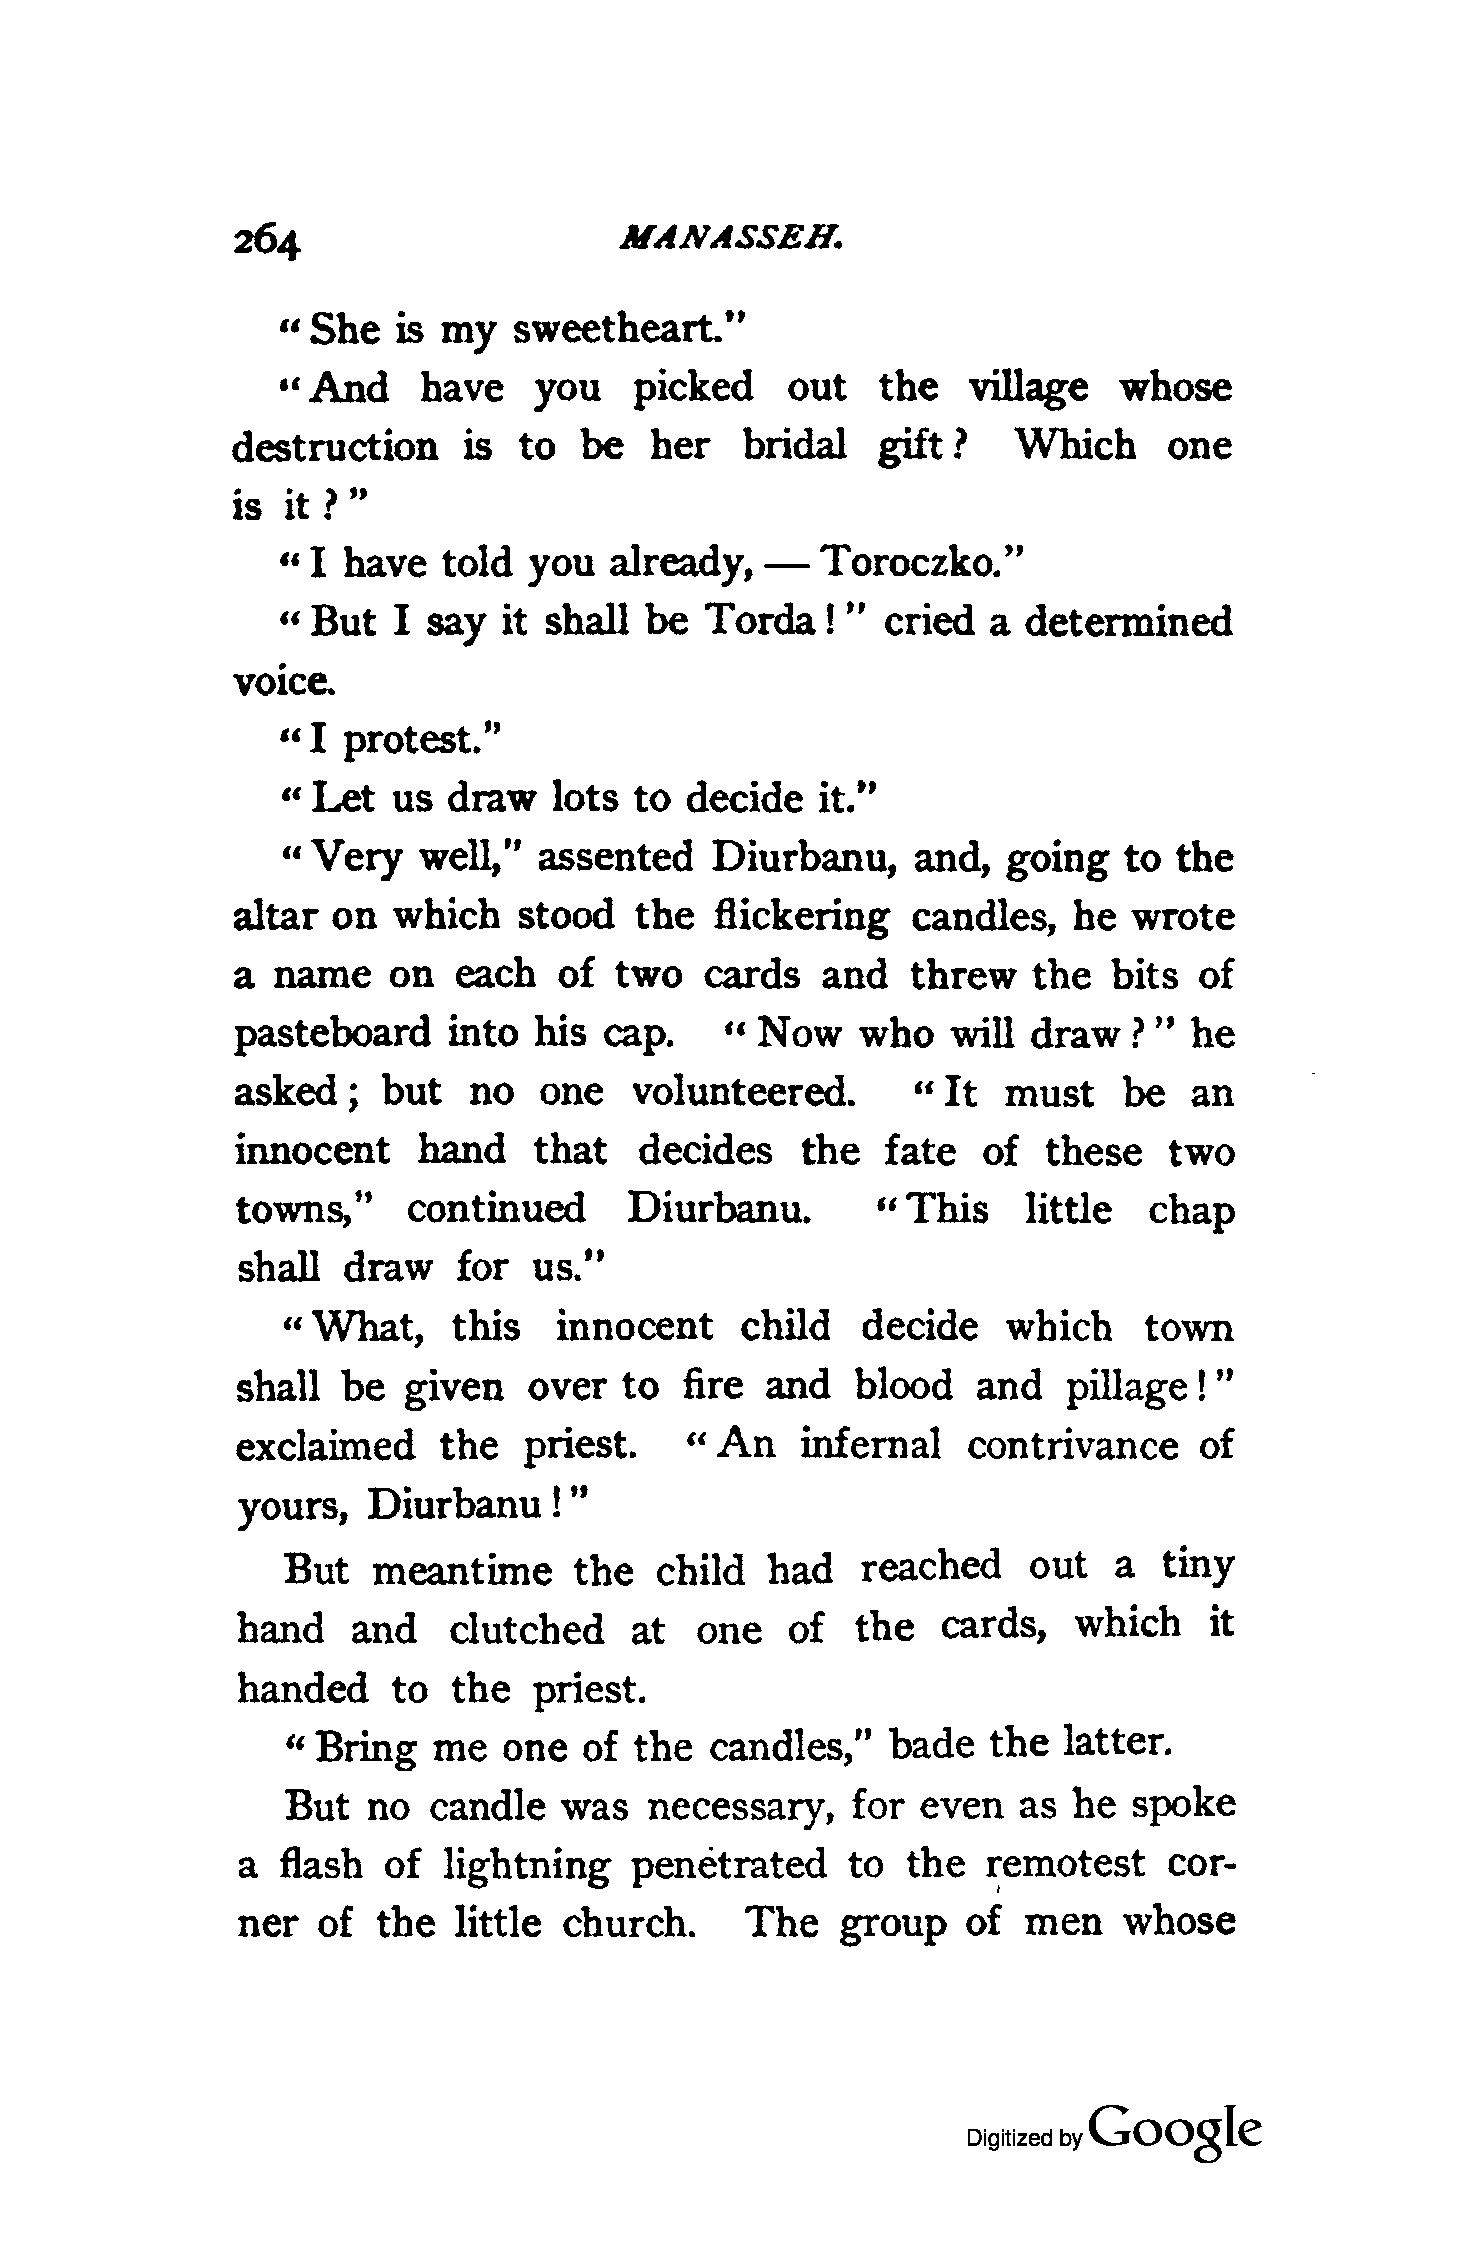 264 MANASSEH.
"She is my sweetheart."
"And have you picked out the village whose
destruction is to be her bridal gift? Which one
is it?"
"I have told you already, — Toroczko."
"But I say it shall be Torda!" cried a determined
voice.
"I protest."
"Let us draw lots to decide it."
"Very well," assented Diurbanu, and, going to the
altar on which stood the flickering candles, he wrote
a name on each of two cards and threw the bits of
pasteboard into his cap. "Now who will draw?" he
asked; but no one volunteered. "It must be an
innocent hand that decides the fate of these two
towns," continued Diurbanu. "This little chap
shall draw for us."
"What, this innocent child decide which town
shall be given over to fire and blood and pillage!"
exclaimed the priest. "An infernal contrivance of
yours, Diurbanu!"
But meantime the child had reached out a tiny
hand and clutched at one of the cards, which it
handed to the priest.
"Bring me one of the candles," bade the latter.
But no candle was necessary, for even as he spoke
a flash of lightning penetrated to the remotest cor-
ner of the little church. The group of men whose
Digitized by Google